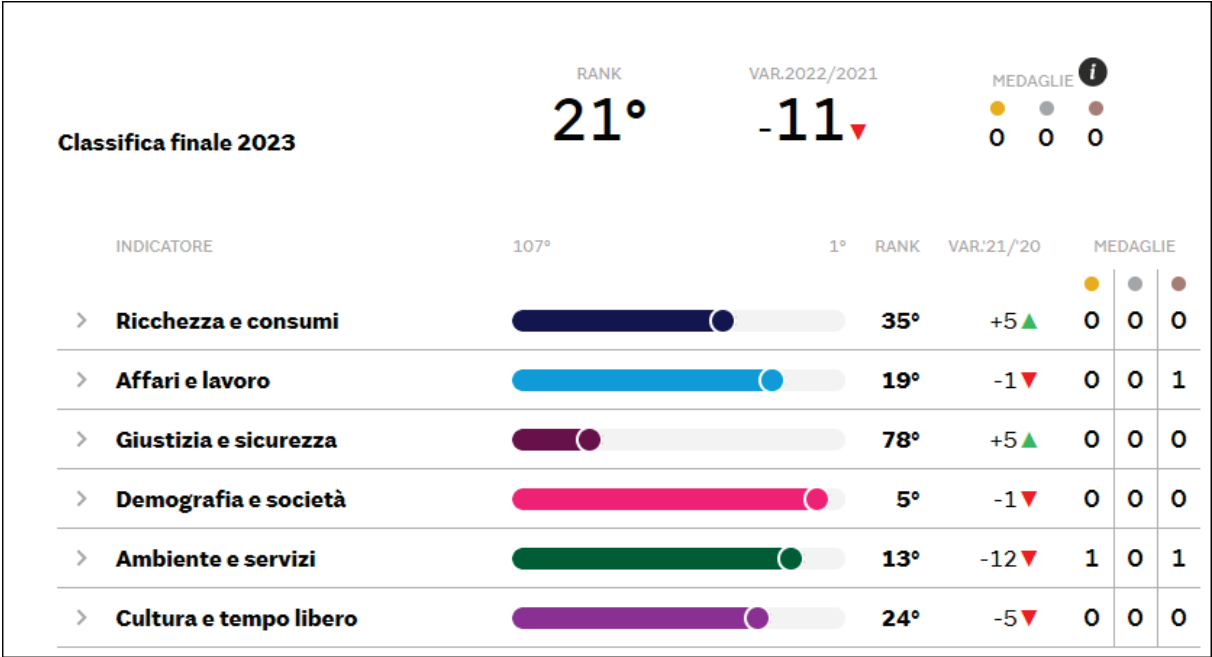 RANK VAR.2022/2021 MEDAGLIE i
Classifica finale 2023 21° -11▼ 0 0 0
INDICATORE 107° 1° RANK VAR.'21/'20 MEDAGLIE
Ricchezza e consumi 35° +5▲ 0 0 0
Affari e lavoro 19° -1▼ 0 0 1
Giustizia e sicurezza 78° +5▲ 0 0 0
Demografia e società 5° -1▼ 0 0 0
Ambiente e servizi 13° -12▼ 1 0 1
Cultura e tempo libero 24° -5▼ 0 0 0